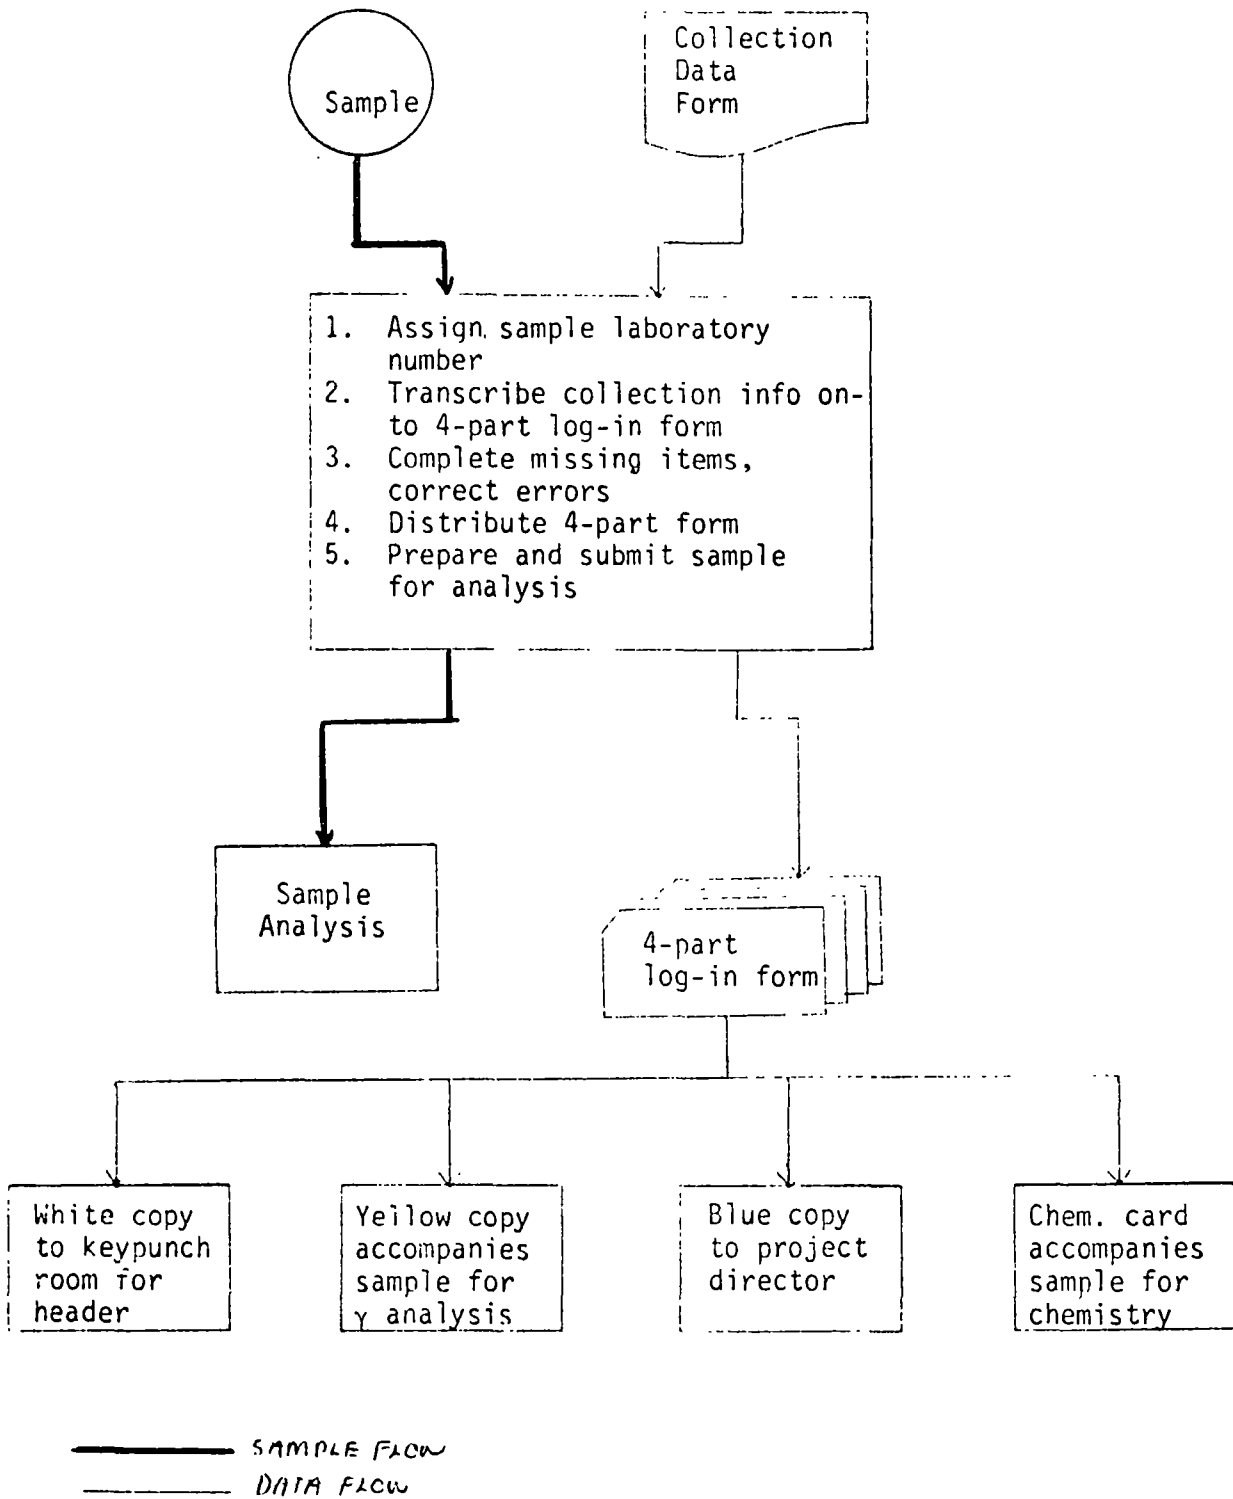 Sample
Collection
Data
Form
1. Assign sample laboratory
number
2. Transcribe collection info on-
to 4-part log-in form
3. Complete missing items,
correct errors
4. Distribute 4-part form
5. Prepare and submit sample
for analysis
Sample
Analysis
4-part
log-in form
White copy
to keypunch
room for
header
Yellow copy
accompanies
sample for
γ analysis
Blue copy
to project
director
Chem. card
accompanies
sample for
chemistry
SAMPLE FLOW
DATA FLOW